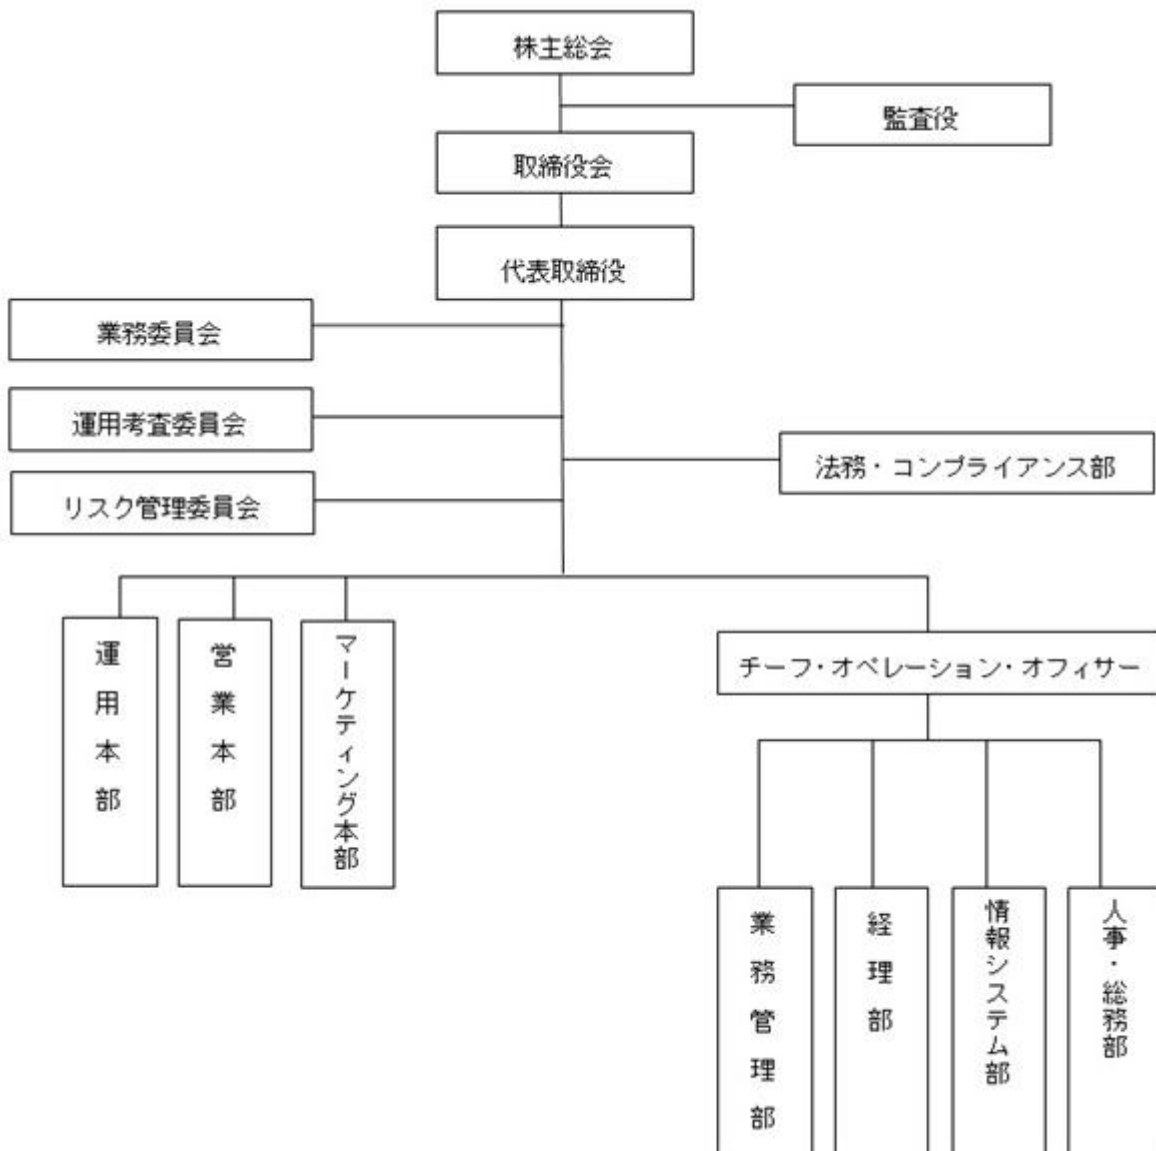 株主総会
監査役
取締役会
代表取締役
業務委員会
運用考査委員会
法務・コンプライアンス部
リスク管理委員会
運用本部
営業本部
マーケティング本部
チーフ・オペレーション・オフィサー
業務管理部
経理部
情報システム部
人事・総務部